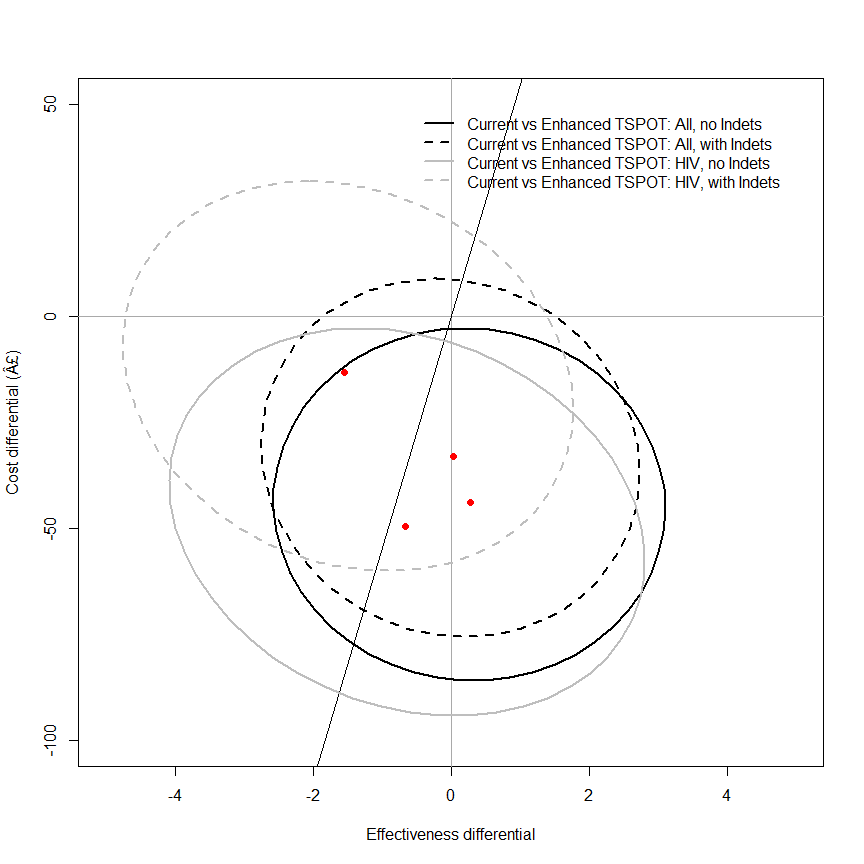 Current vs Enhanced TSPOT: All, no Indets
Current vs Enhanced TSPOT: All, with Indets
Current vs Enhanced TSPOT: HIV, no Indets
Current vs Enhanced TSPOT: HIV, with Indets
Cost differential (Â£)
50
0
-50
-100
-4
-2
0
2
4
Effectiveness differential